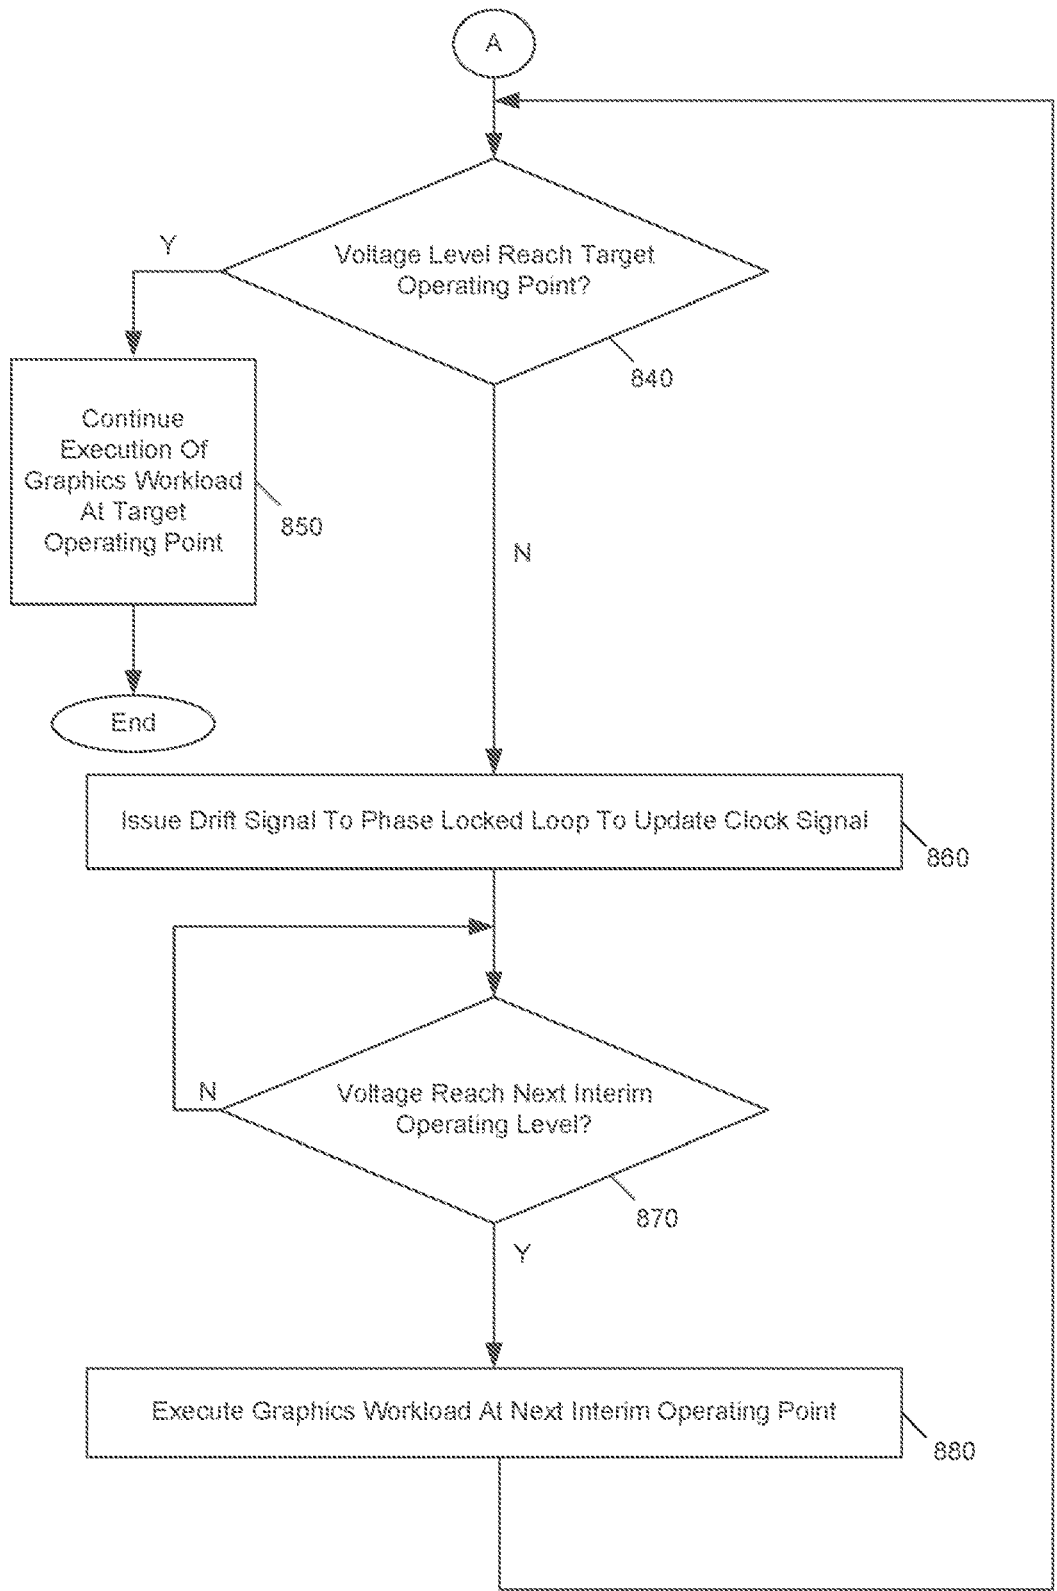 A
Voltage Level Reach Target
Operating Point?
Y
840
Continue
Execution Of
Graphics Workload
At Target
Operating Point
850
N
End
Issue Drift Signal To Phase Locked Loop To Update Clock Signal
860
N
Voltage Reach Next Interim
Operating Level?
870
Y
Execute Graphics Workload At Next Interim Operating Point
880